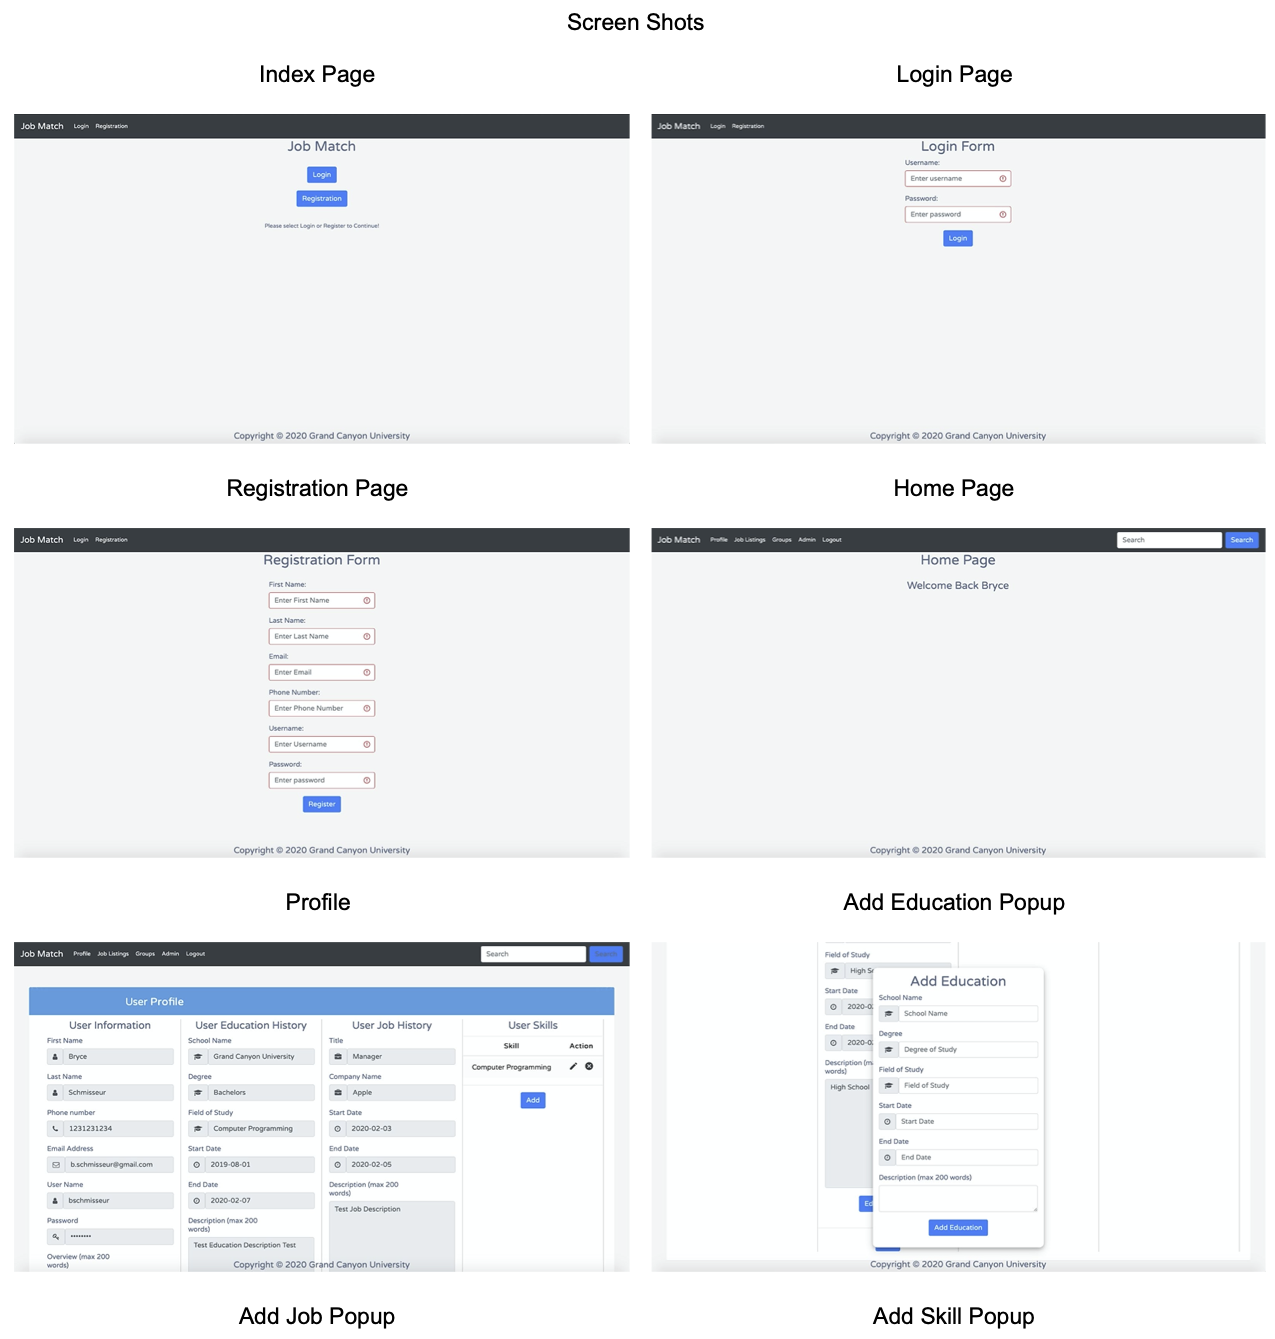 Screen Shots
Index Page
Login Page
Job Match Login Registration
Job Match
Login
Registration
Please select Login or Register to Continue!
Copyright © 2020 Grand Canyon University
Job Match Login Registration
Login Form
Username:
Enter username
Password:
Enter password
Login
Copyright © 2020 Grand Canyon University
Registration Page
Home Page
Job Match Login Registration
Registration Form
First Name:
Enter First Name
Last Name:
Enter Last Name
Email:
Enter Email
Phone Number:
Enter Phone Number
Username:
Enter Username
Password:
Enter password
Register
Copyright © 2020 Grand Canyon University
Job Match Profile Job Listings Groups Admin Logout Search Search
Home Page
Welcome Back Bryce
Copyright © 2020 Grand Canyon University
Profile
Add Education Popup
Job Match Profile Job Listings Groups Admin Logout Search Search
User Profile
User Information
First Name
Bryce
Last Name
Schmisseur
Phone number
1231231234
Email Address
b.schmisseur@gmail.com
User Name
bschmisseur
Password
••••••••
Overview (max 200
words)
User Education History
School Name
Grand Canyon University
Degree
Bachelors
Field of Study
Computer Programming
Start Date
2019-08-01
End Date
2020-02-07
Description (max 200
words)
Test Education Description Test
User Job History
Title
Manager
Company Name
Apple
Start Date
2020-02-03
End Date
2020-02-05
Description (max 200
words)
Test Job Description
User Skills
Skill Action
Computer Programming
Add
Copyright © 2020 Grand Canyon University
Field of Study
High S
Start Date
2020-02
End Date
2020-02
Description (m
words)
High School
Ed
Add Education
School Name
School Name
Degree
Degree of Study
Field of Study
Field of Study
Start Date
Start Date
End Date
End Date
Description (max 200 words)
Add Education
Copyright © 2020 Grand Canyon University
Add Job Popup
Add Skill Popup